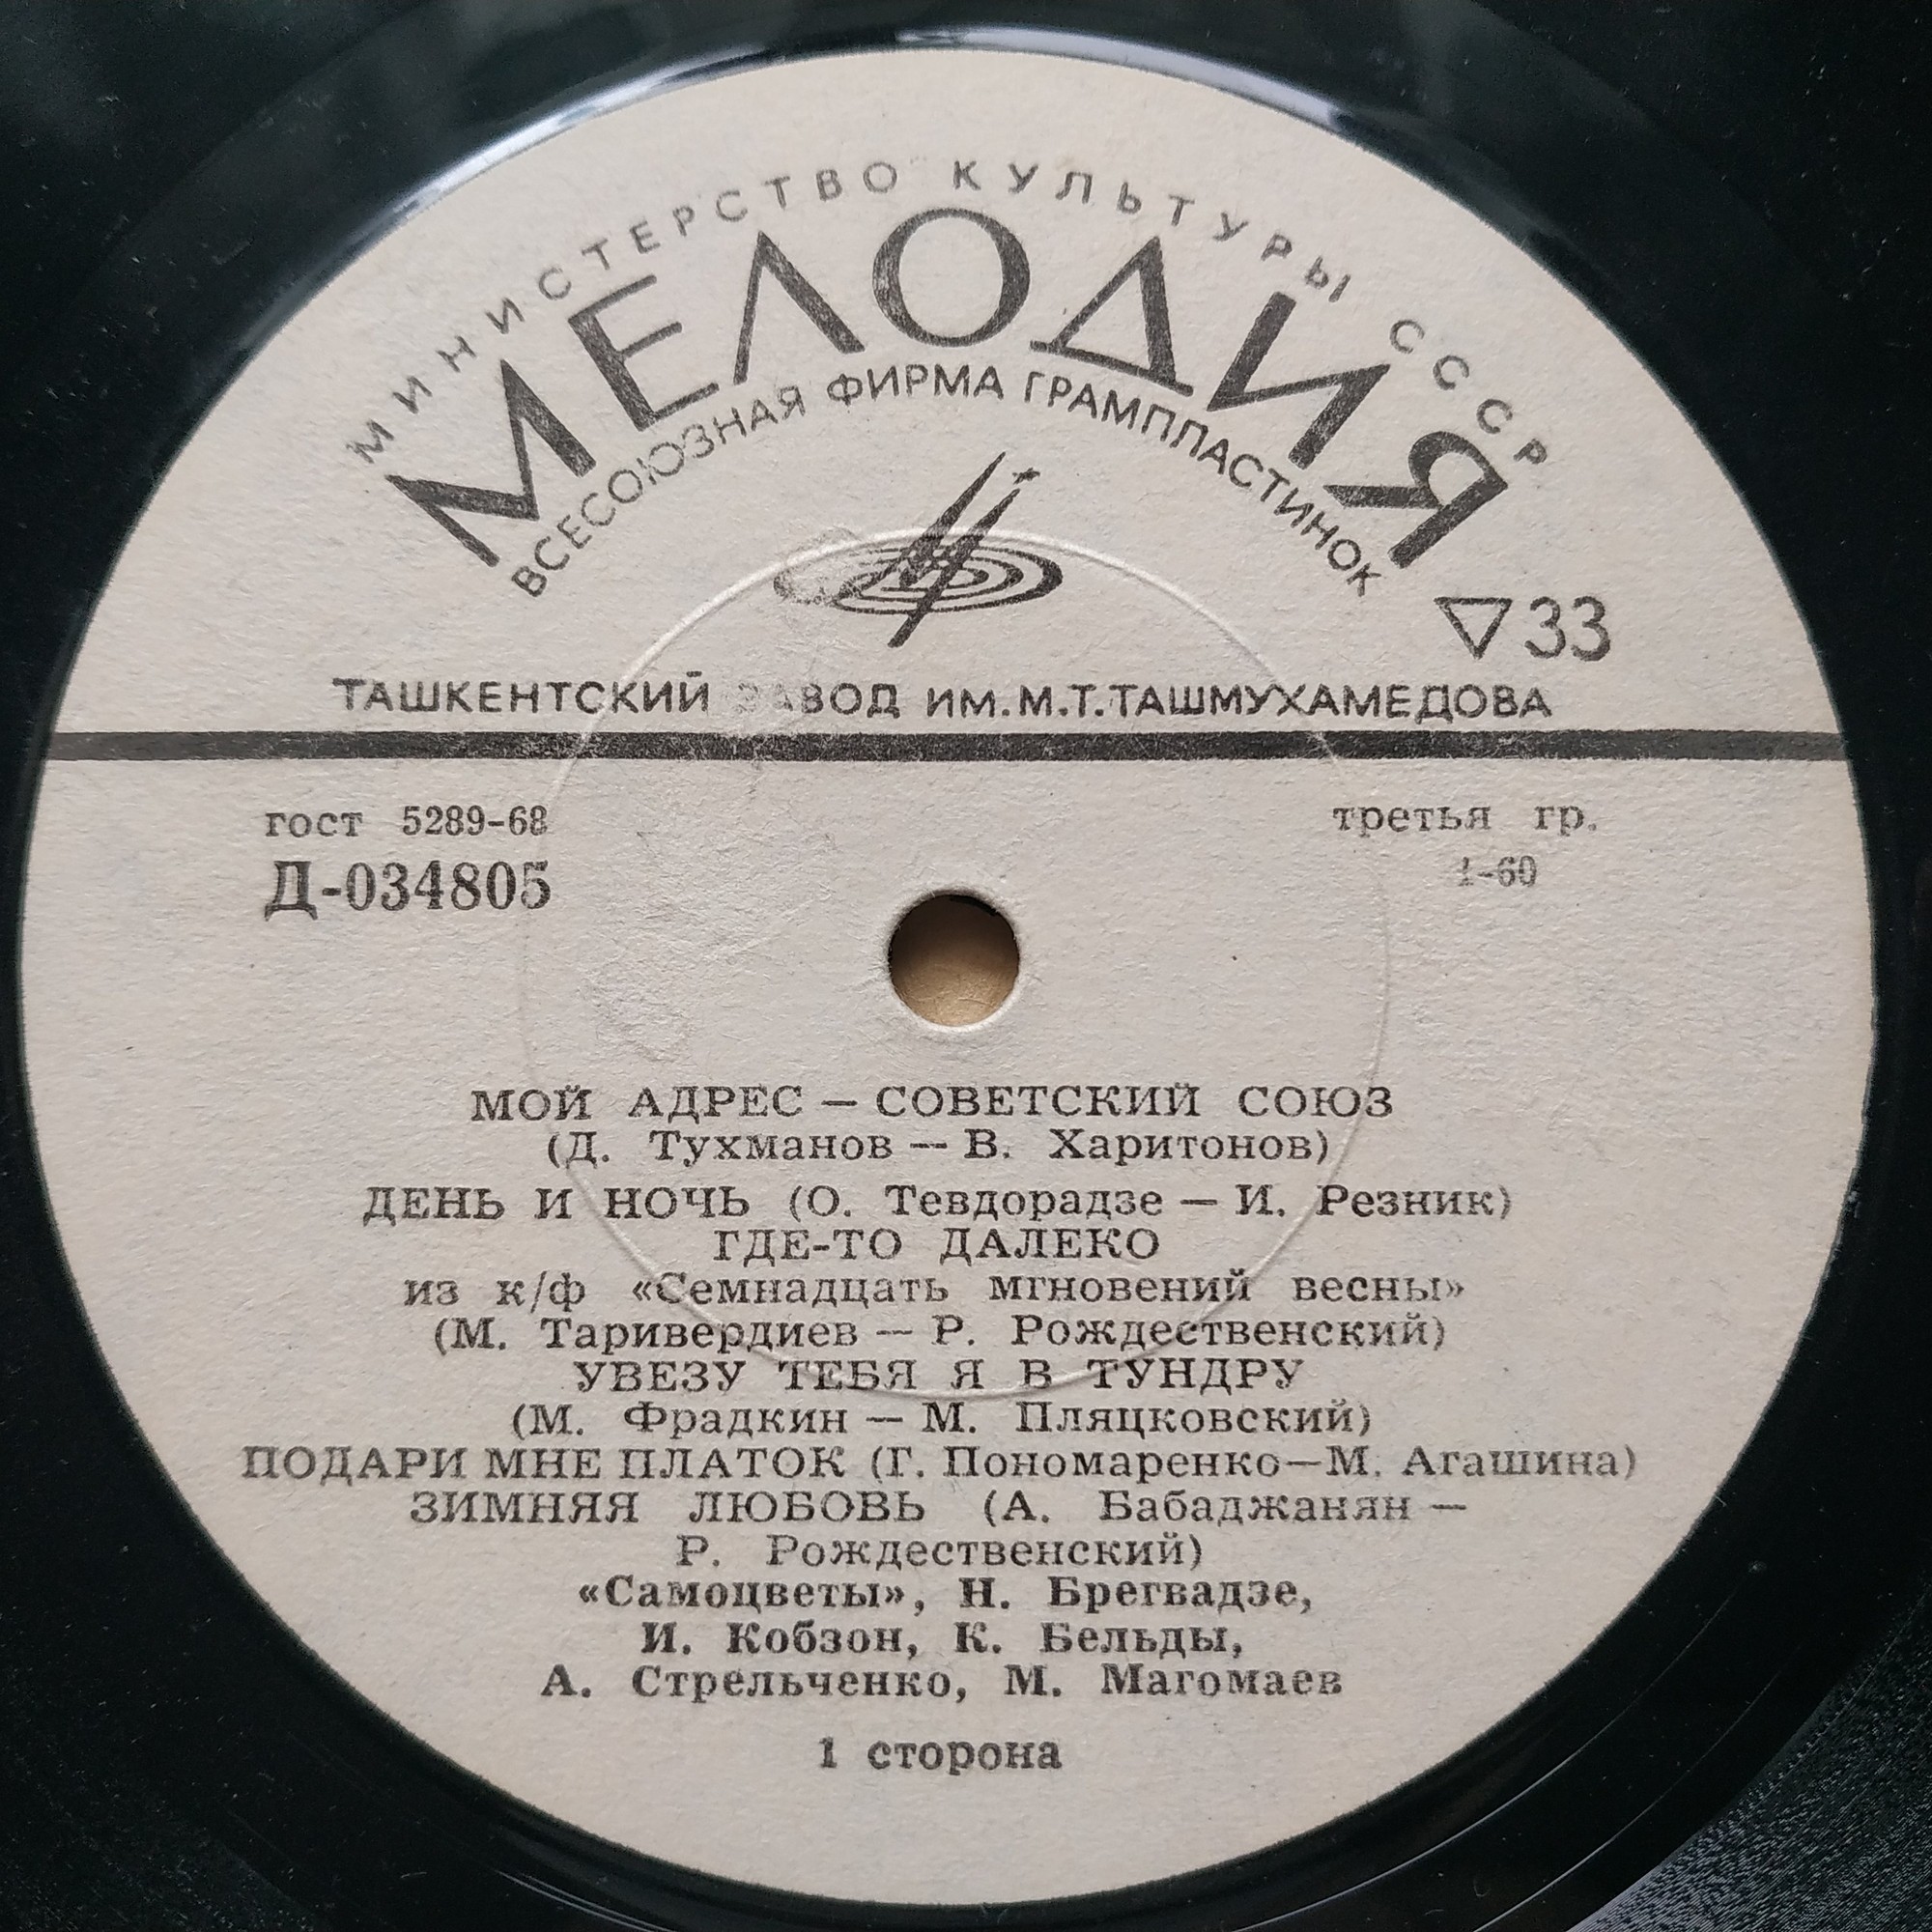 МИНИСТЕРСТВО КУЛЬТУРЫ СССР
МЕЛОДИЯ
ВСЕСОЮЗНАЯ ФИРМА ГРАМПЛАСТИНОК
33
ТАШКЕНТСКИЙ ЗАВОД ИМ.М.Т.ТАШМУХАМЕДОВА
гост 5289-68
третья гр.
Д-034805
1-60
МОЙ АДРЕС — СОВЕТСКИЙ СОЮЗ
(Д. Тухманов — В. Харитонов)
ДЕНЬ И НОЧЬ (О. Тевдорадзе — И. Резник)
ГДЕ-ТО ДАЛЕКО
из к/ф «Семнадцать мгновений весны»
(М. Таривердиев — Р. Рождественский)
УВЕЗУ ТЕБЯ Я В ТУНДРУ
(М. Фрадкин — М. Пляцковский)
ПОДАРИ МНЕ ПЛАТОК (Г. Пономаренко—М. Агашина)
ЗИМНЯЯ ЛЮБОВЬ (А. Бабаджанян —
Р. Рождественский)
«Самоцветы», Н. Брегвадзе,
И. Кобзон, К. Бельды,
А. Стрельченко, М. Магомаев
1 сторона